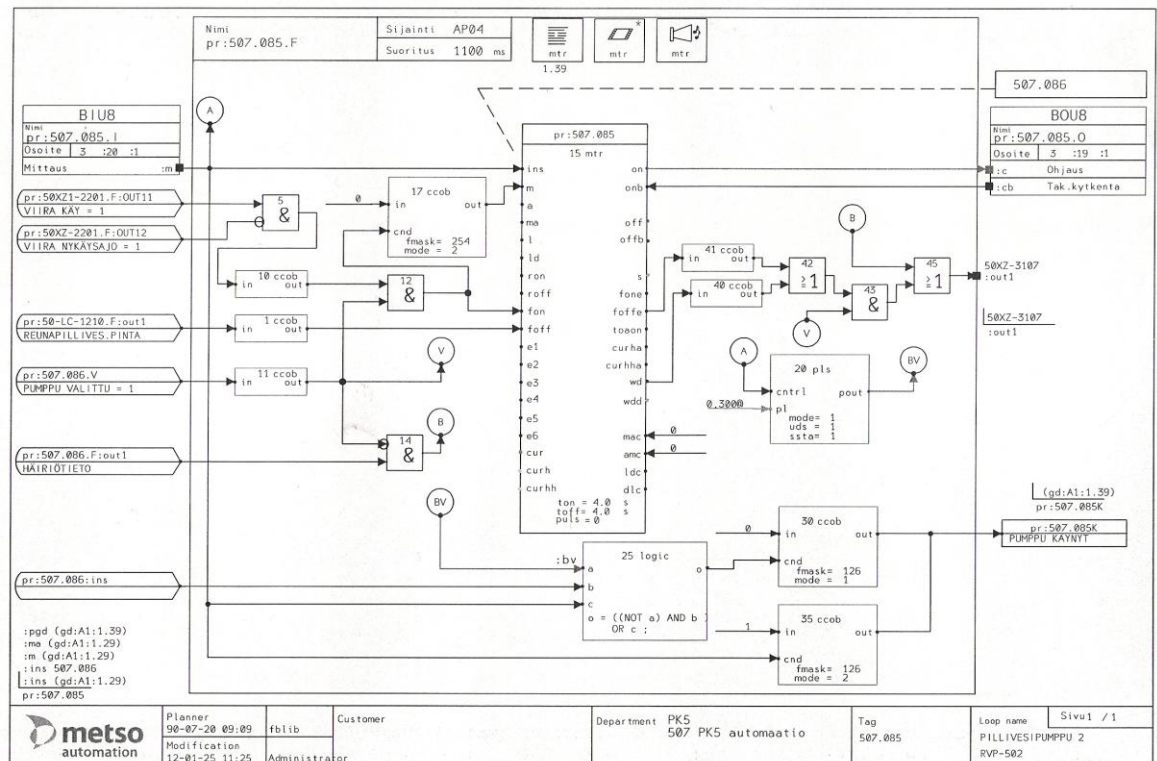 Nimi
pr:507.085.F
Sijainti AP04
Suoritus 1100 ms
mtr
1.39
*
mtr
mtr
507.086
BIU8
Nimi
pr:507.085.I
Osoite 3 :20 :1
Mittaus :m
A
pr:507.085
15 mtr
BOU8
Nimi
pr:507.085.O
Osoite 3 :19 :1
:c Ohjaus
:cb Tak.kytkenta
pr:50XZ1-2201.F:OUT11
VIIRA KÄY = 1
pr:50XZ-2201.F:OUT12
VIIRA NYKÄYSAJO = 1
5
&
0
17 ccob
in out
cnd
fmask= 254
mode = 2
10 ccob
in out
12
&
pr:50-LC-1210.F:out1
REUNAPILLIVES.PINTA
1 ccob
in out
pr:507.086.V
PUMPPU VALITTU = 1
11 ccob
in out
V
B
14
&
pr:507.086.F:out1
HÄIRIÖTIETO
ins
m
a
ma
l
ld
ron
roff
fon
foff
e1
e2
e3
e4
e5
e6
cur
curh
curhh
on
onb
off
offb
s
fone
foffe
toaon
curha
curhha
wd
wdd
mac
amc
ldc
dlc
0
0
ton = 4.0 s
toff= 4.0 s
puls = 0
41 ccob
in out
40 ccob
in out
42
≥1
43
&
B
45
≥1
V
50XZ-3107
:out1
50XZ-3107
:out1
A
20 pls
cntrl pout
0.3000
pl
mode= 1
uds = 1
ssta= 1
BV
BV
:bv
25 logic
a o
b
c
o = ((NOT a) AND b )
OR c ;
pr:507.086:ins
0
30 ccob
in out
cnd
fmask= 126
mode = 1
1
35 ccob
in out
cnd
fmask= 126
mode = 2
(gd:A1:1.39)
pr:507.085K
pr:507.085K
PUMPPU KAYNYT
:pgd (gd:A1:1.39)
:ma (gd:A1:1.29)
:m (gd:A1:1.29)
:ins 507.086
:ins (gd:A1:1.29)
pr:507.085
metso
automation
Planner
90-07-20 09:09 fblib
Modification
12-01-25 11:25 Administrator
Customer
Department PK5
507 PK5 automaatio
Tag
507.085
Loop name Sivu1 /1
PILLIVESIPUMPPU 2
RVP-502